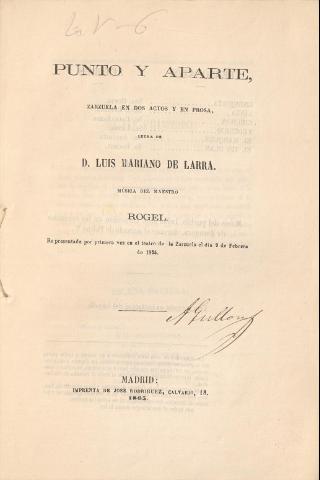 PUNTO Y APARTE,
ZARZUELA EN DOS ACTOS Y EN PROSA,
LETRA DE
D. LUIS MARIANO DE LARRA.
MÚSICA DEL MAESTRO
ROGEL.
Representada por primera vez en el teatro de la Zarzuela el dia 9 de Febrero
de
A Gullon
MADRID:
IMPRENTA DE JOSÉ RODRIGUEZ, CALVARIO, 18.
1865.